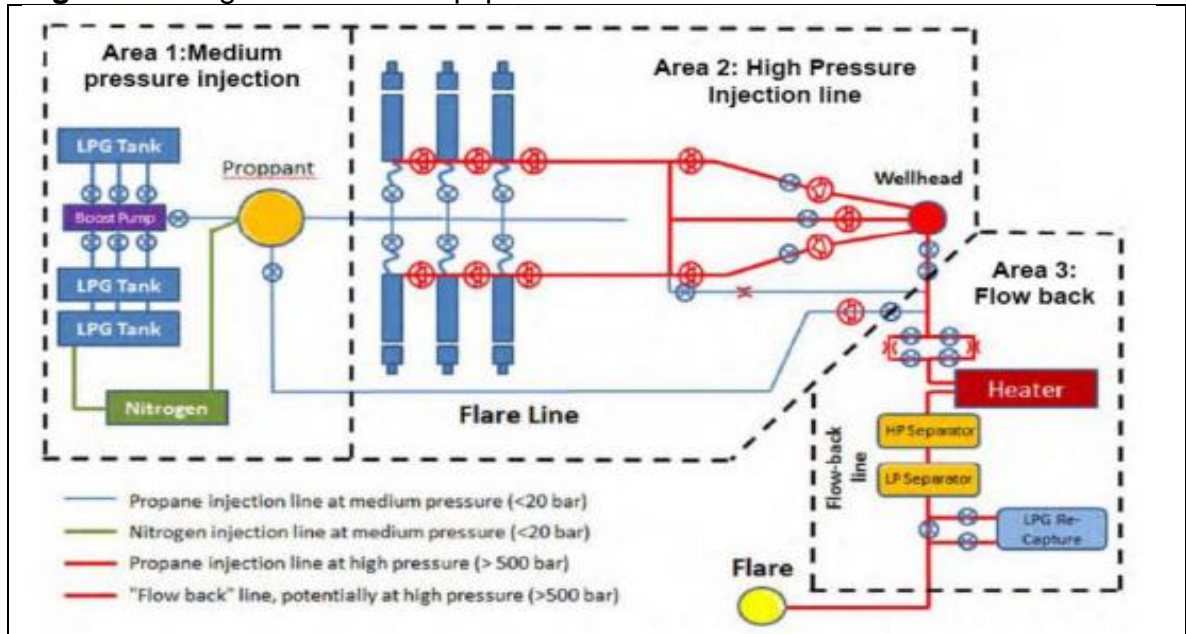 Area 1:Medium
pressure injection
Area 2: High Pressure
Injection line
LPG Tank
Proppant
Boost Pump
Wellhead
LPG Tank
LPG Tank
Area 3:
Flow back
Nitrogen
Flare Line
Heater
HP Separator
Flow-back
line
LP Separator
LPG Re-
Capture
Propane injection line at medium pressure (<20 bar)
Nitrogen injection line at medium pressure (<20 bar)
Propane injection line at high pressure (> 500 bar)
"Flow back" line, potentially at high pressure (>500 bar)
Flare